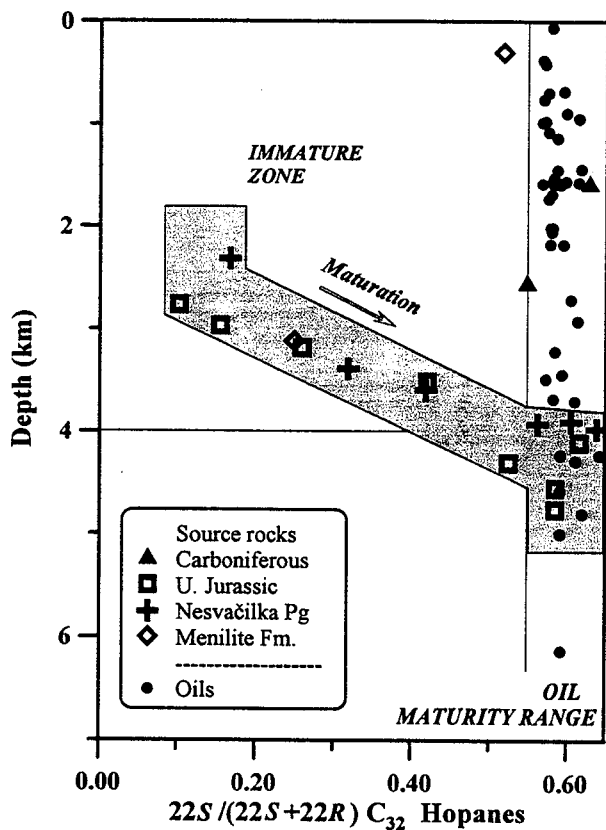 0
2
4
6
Depth (km)
IMMATURE
ZONE
Maturation
Source rocks
Carboniferous
U. Jurassic
Nesvačilka Pg
Menilite Fm.
Oils
OIL
MATURITY RANGE
0.00
0.20
0.40
0.60
22S/(22S+22R) C32 Hopanes